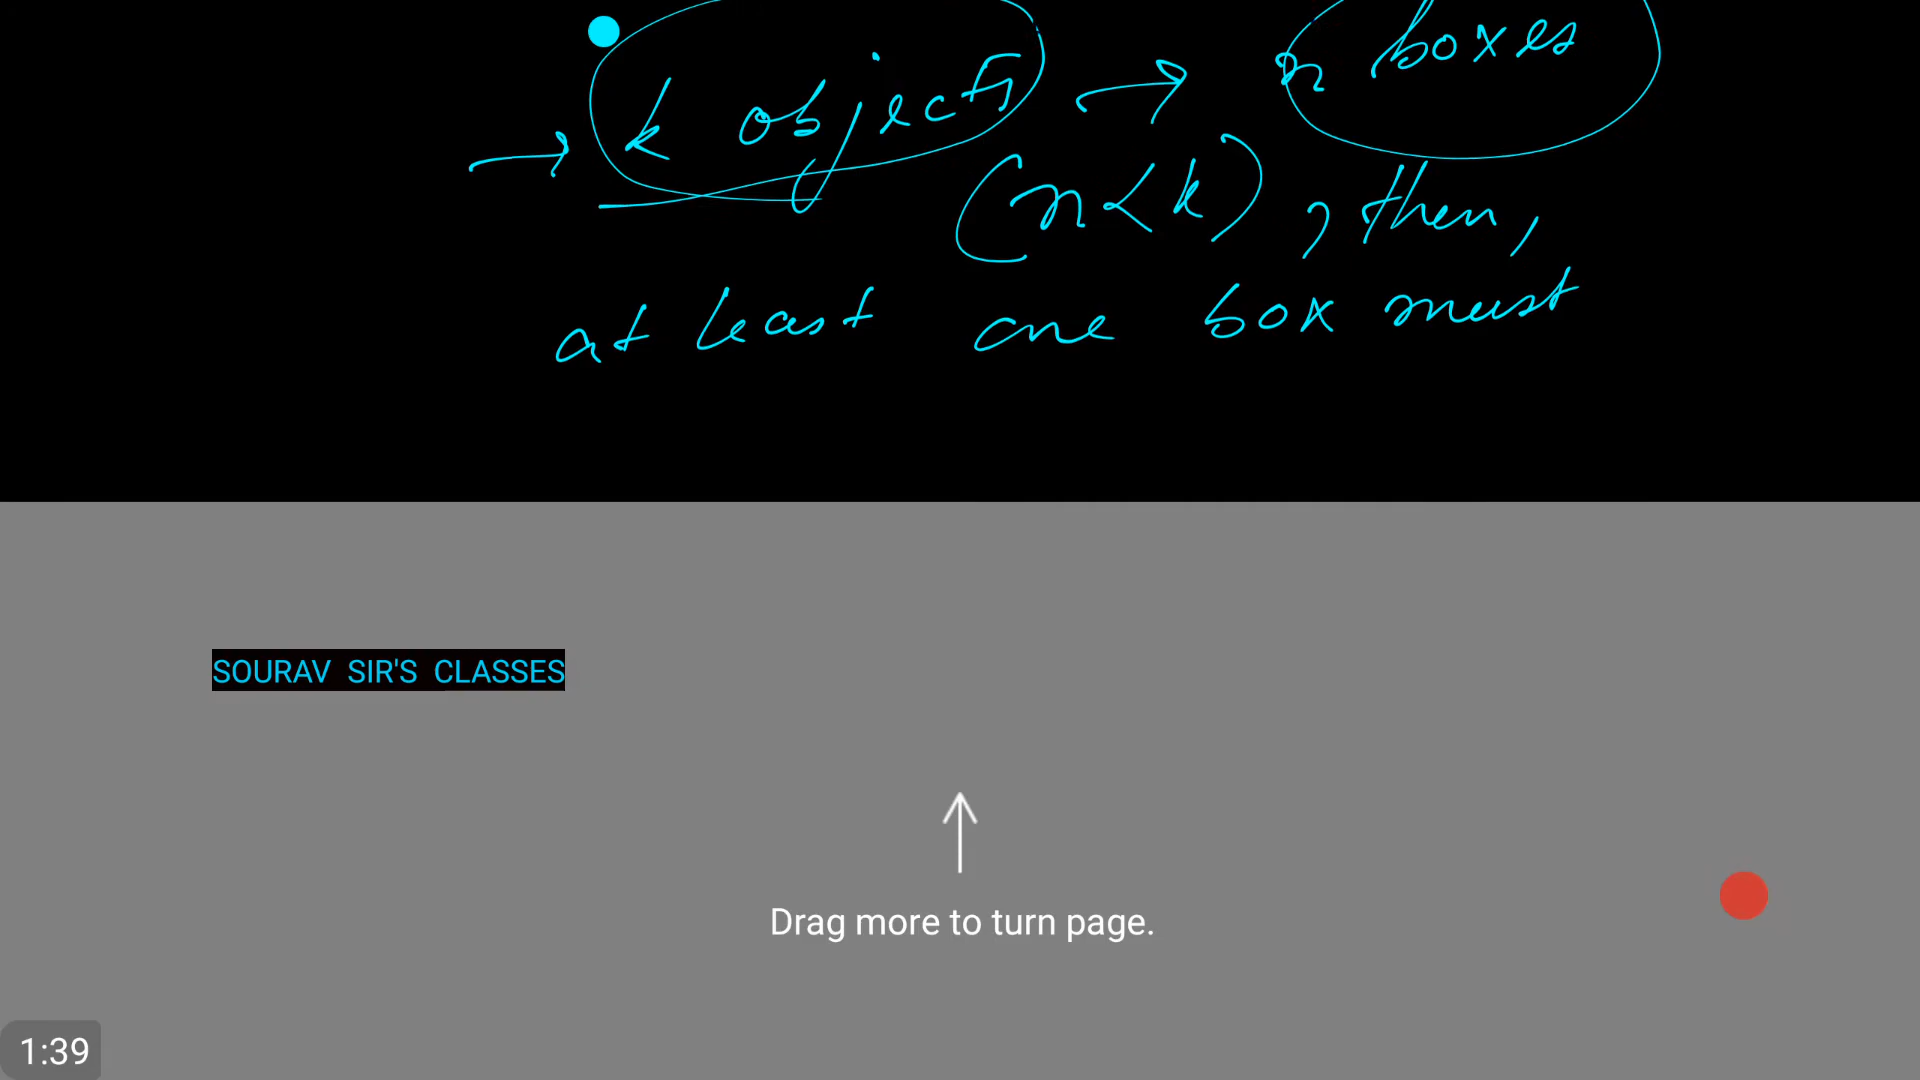 → k objects → n boxes
(n < k), then,
at least one box must
SOURAV SIR'S CLASSES
Drag more to turn page.
1:39